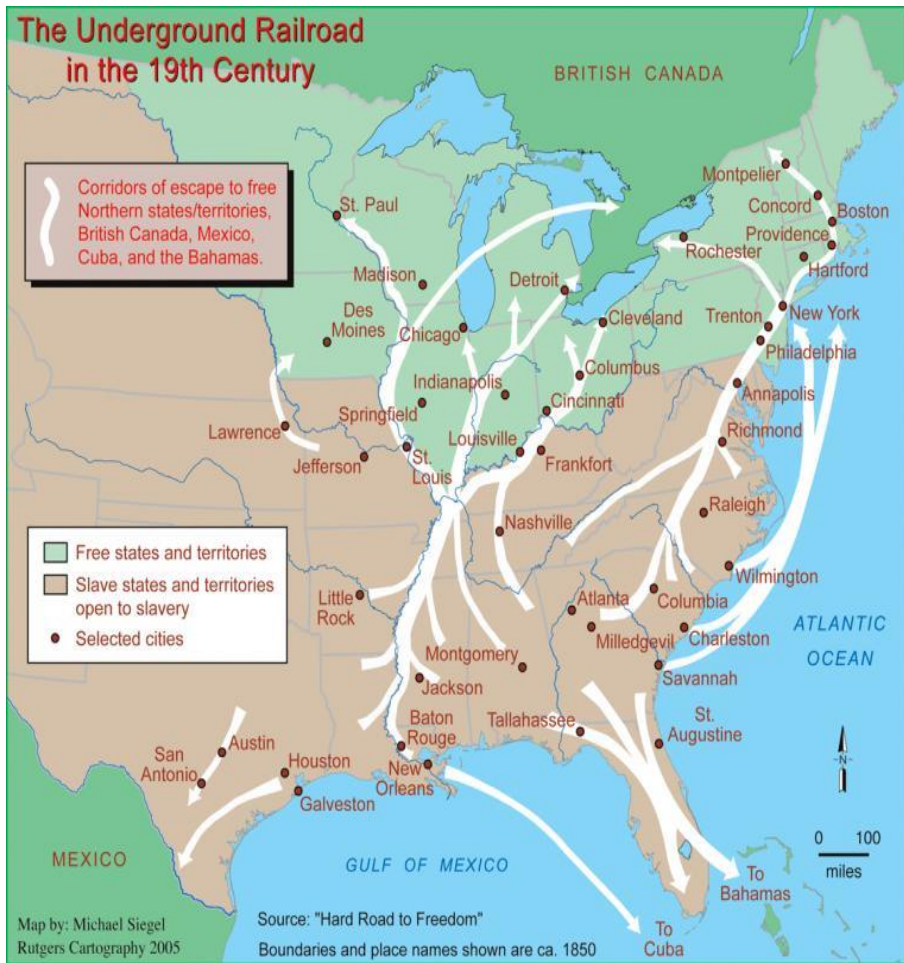 The Underground Railroad
in the 19th Century
BRITISH CANADA
Corridors of escape to free
Northern states/territories,
British Canada, Mexico,
Cuba, and the Bahamas.
Montpelier
St. Paul
Concord
Boston
Providence
Rochester
Hartford
Madison
Detroit
Des
Moines
Chicago
Cleveland
Trenton
New York
Philadelphia
Indianapolis
Columbus
Annapolis
Springfield
Cincinnati
Lawrence
Louisville
Richmond
Jefferson
St.
Louis
Frankfort
Raleigh
Nashville
Free states and territories
Slave states and territories
open to slavery
Selected cities
Wilmington
Little
Rock
Atlanta
Columbia
Milledgevil
Charleston
ATLANTIC
OCEAN
Montgomery
Jackson
Savannah
Baton
Rouge
Tallahassee
St.
Augustine
Austin
San
Antonio
Houston
New
Orleans
Galveston
-N-
0 100
miles
MEXICO
GULF OF MEXICO
To
Bahamas
Map by: Michael Siegel
Rutgers Cartography 2005
Source: "Hard Road to Freedom"
Boundaries and place names shown are ca. 1850
To
Cuba